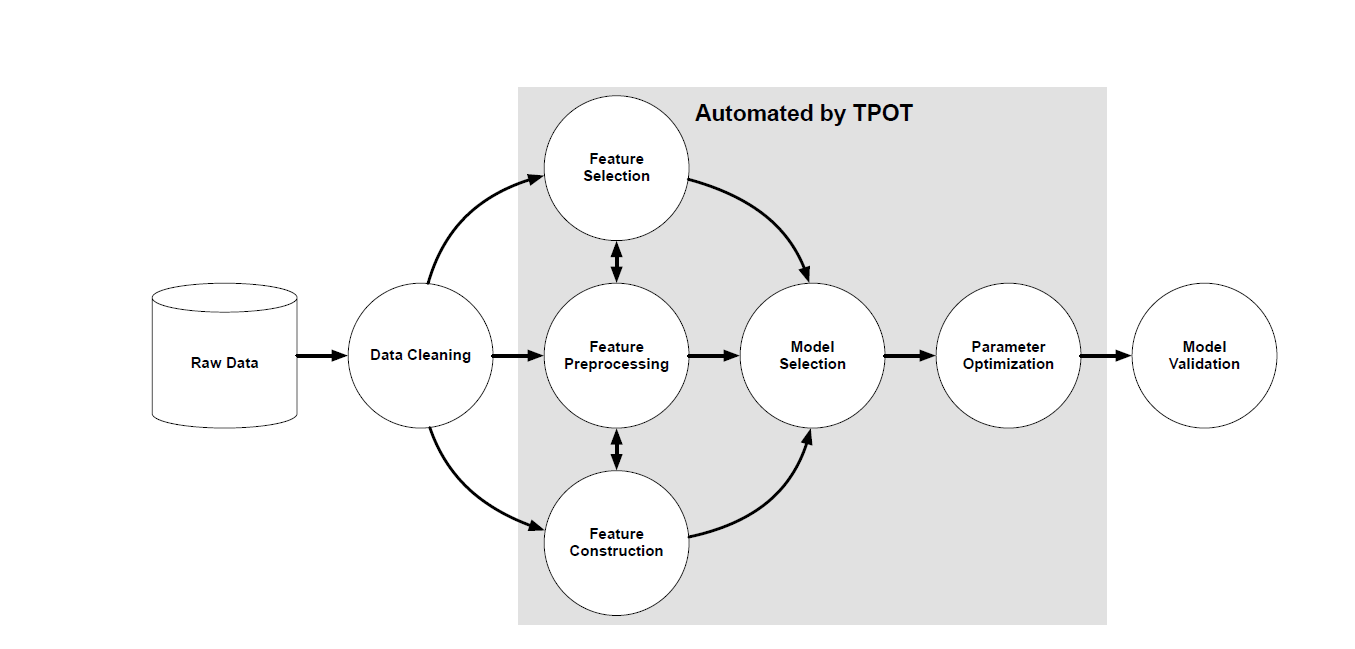 Automated by TPOT
Feature
Selection
Raw Data
Data Cleaning
Feature
Preprocessing
Model
Selection
Parameter
Optimization
Model
Validation
Feature
Construction